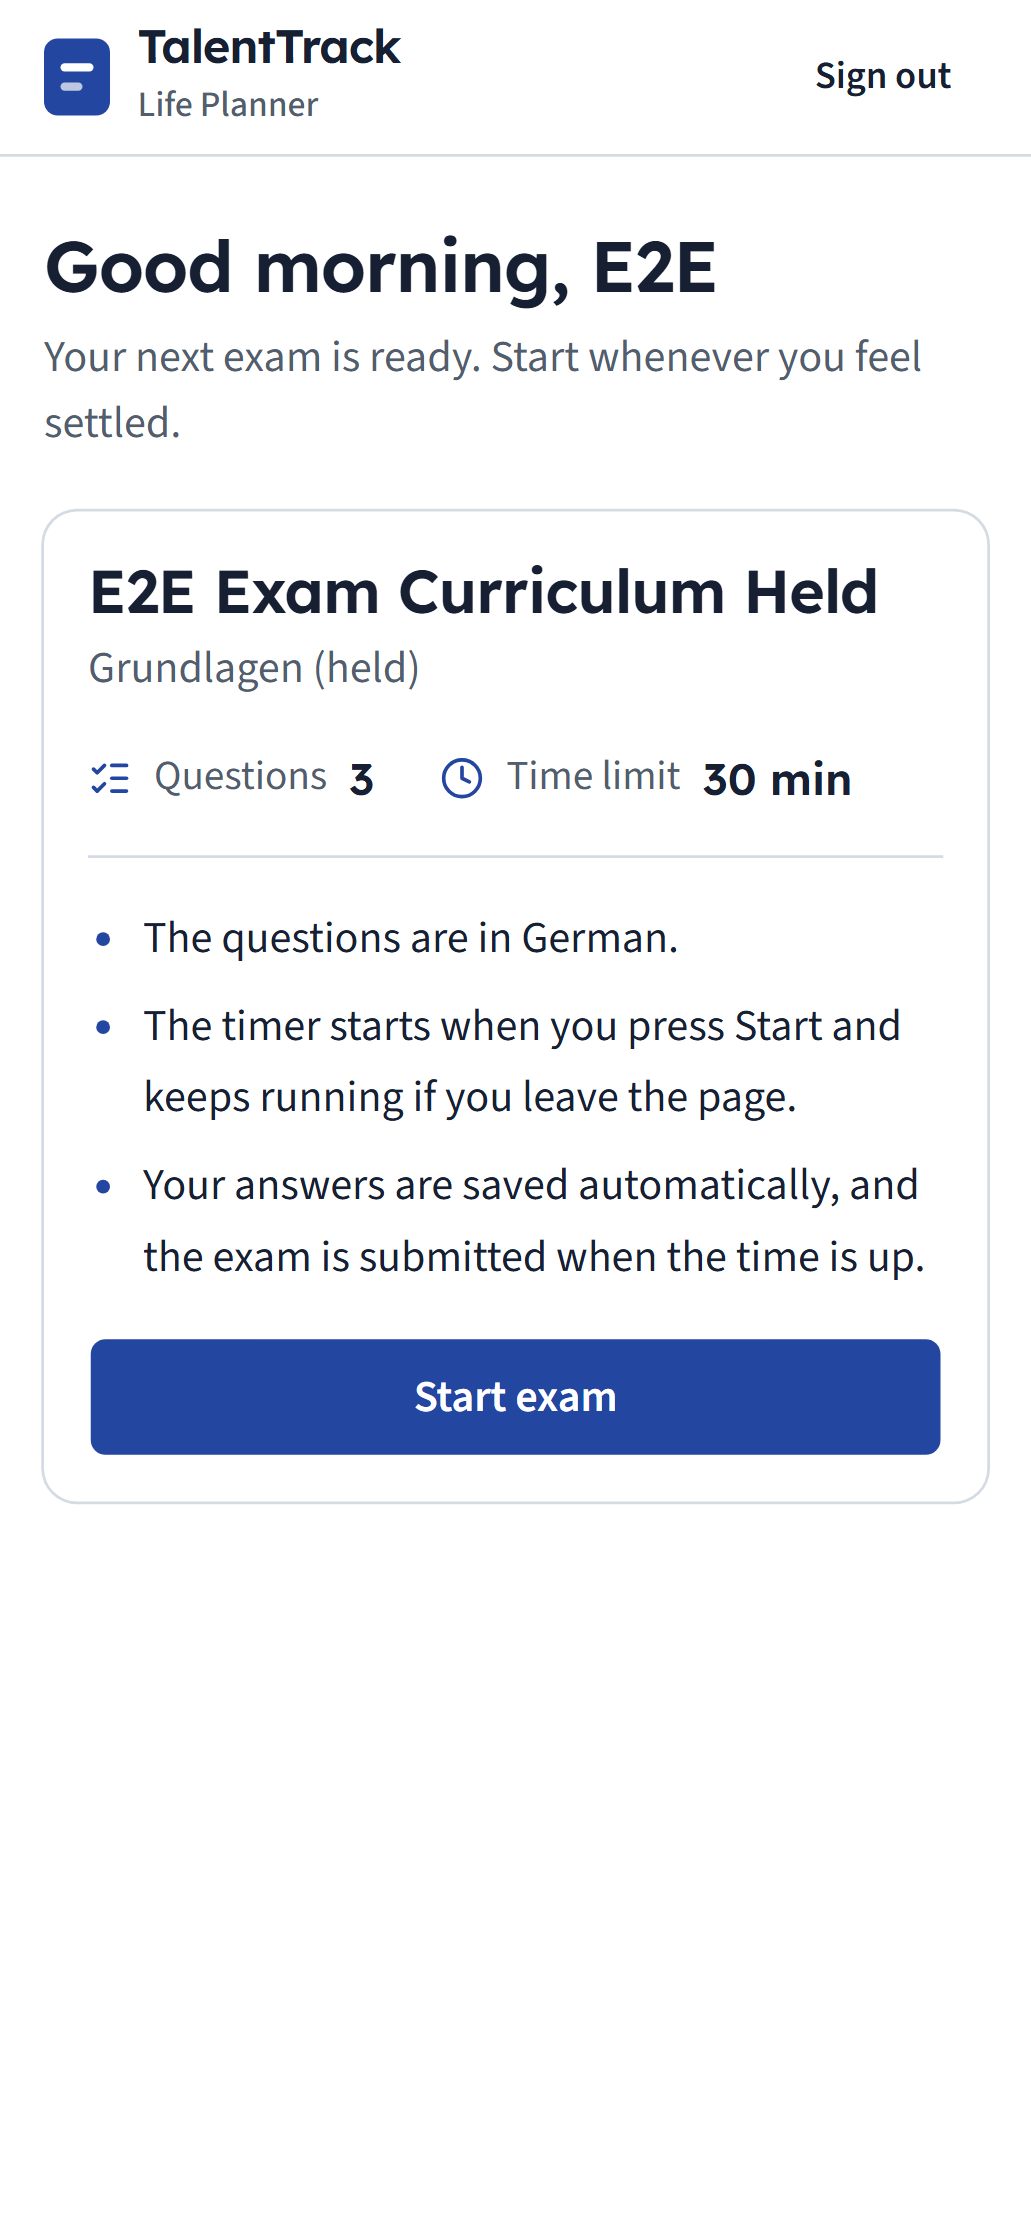 TalentTrack
Life Planner
Sign out
Good morning, E2E
Your next exam is ready. Start whenever you feel
settled.
E2E Exam Curriculum Held
Grundlagen (held)
Questions 3 Time limit 30 min
The questions are in German.
The timer starts when you press Start and
keeps running if you leave the page.
Your answers are saved automatically, and
the exam is submitted when the time is up.
Start exam